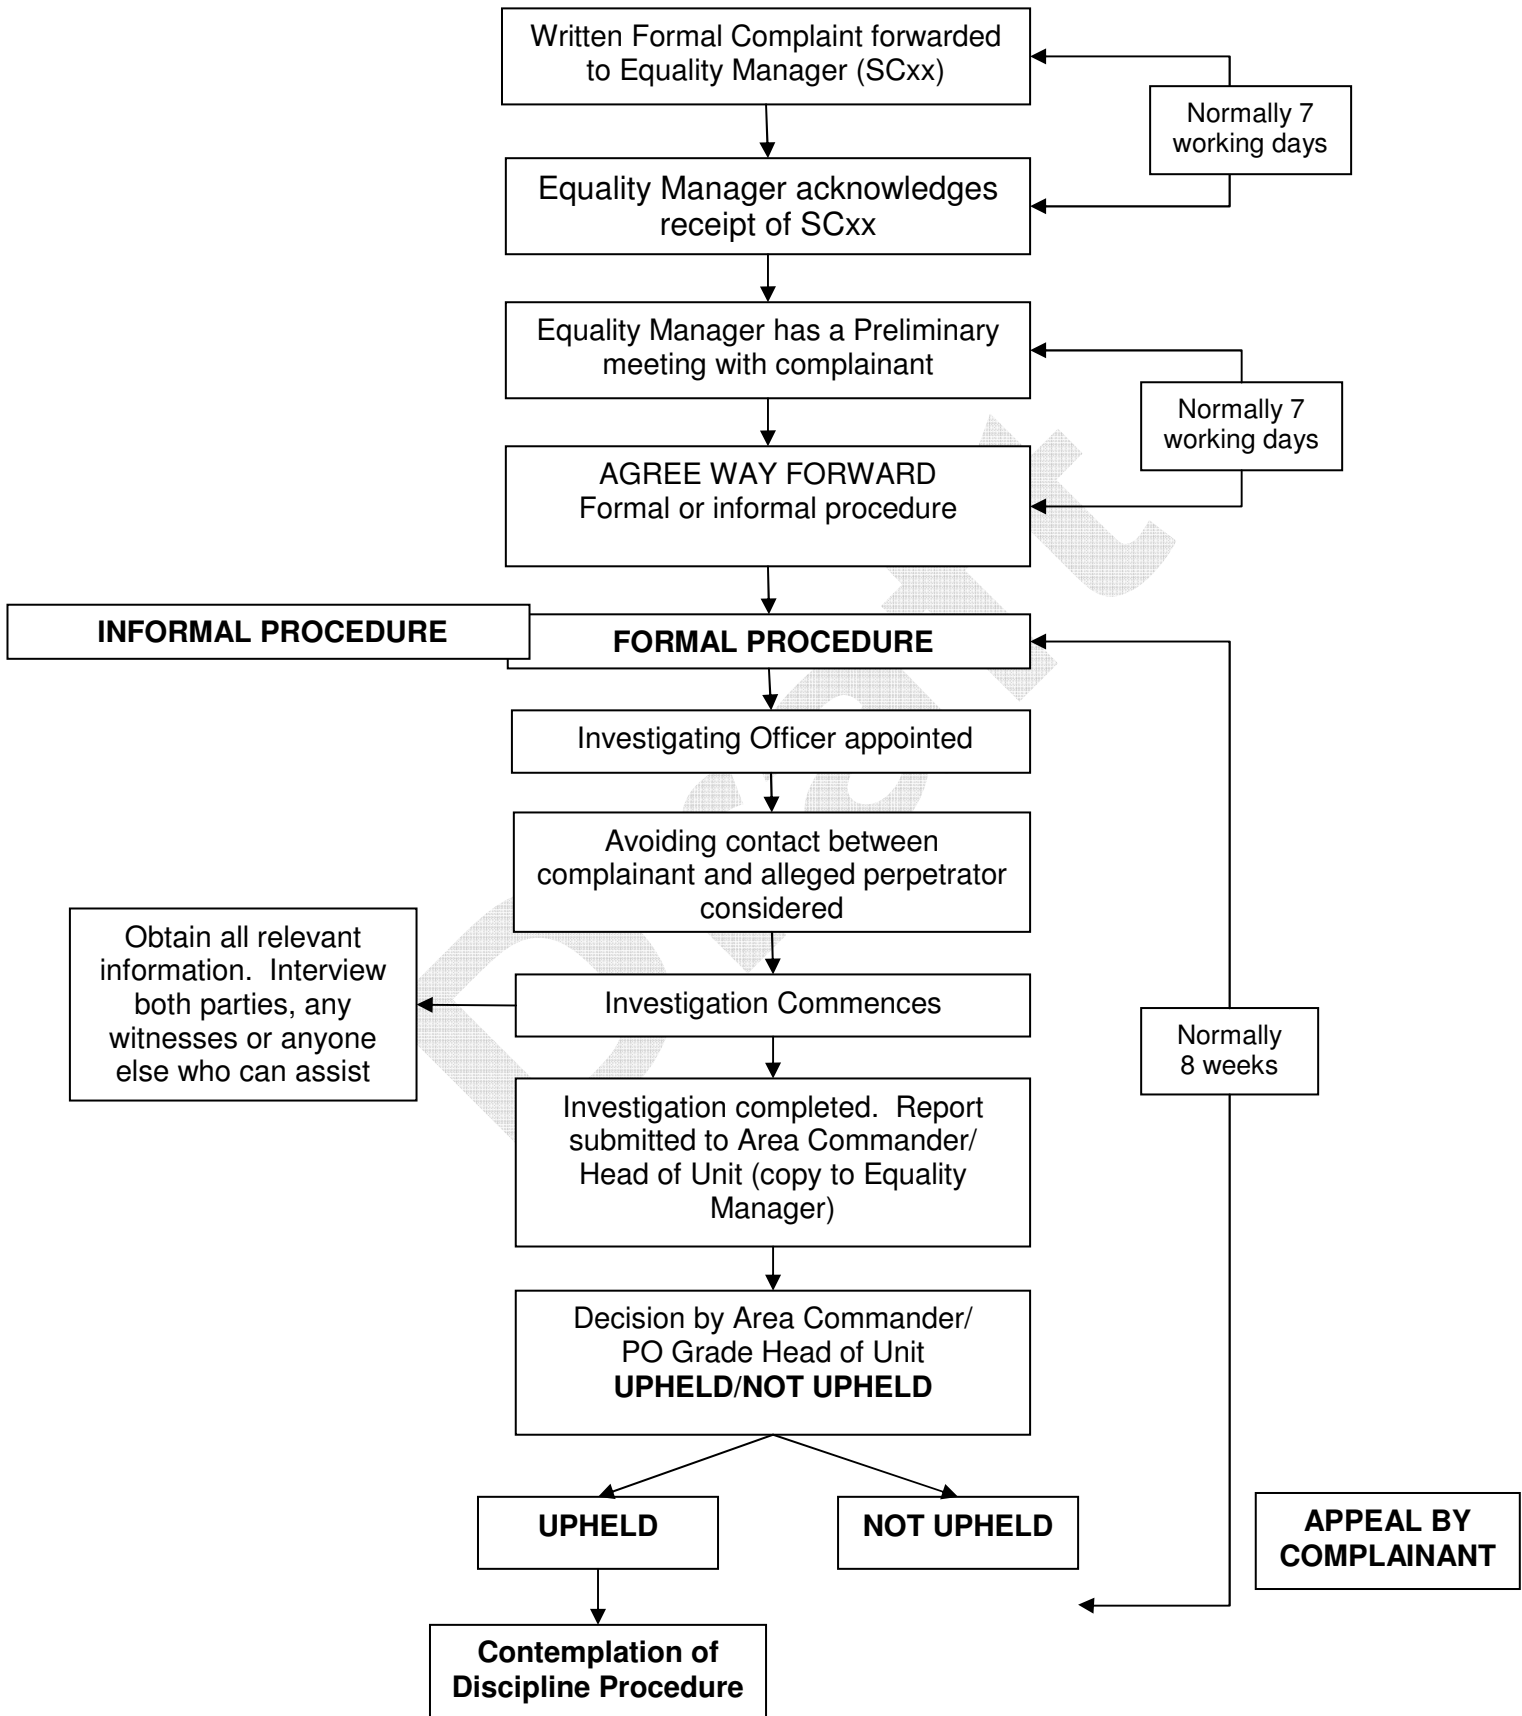 Written Formal Complaint forwarded
to Equality Manager (SCxx)
Normally 7
working days
Equality Manager acknowledges
receipt of SCxx
Equality Manager has a Preliminary
meeting with complainant
Normally 7
working days
AGREE WAY FORWARD
Formal or informal procedure
INFORMAL PROCEDURE
FORMAL PROCEDURE
Investigating Officer appointed
Avoiding contact between
complainant and alleged perpetrator
considered
Obtain all relevant
information.  Interview
both parties, any
witnesses or anyone
else who can assist
Investigation Commences
Normally
8 weeks
Investigation completed.  Report
submitted to Area Commander/
Head of Unit (copy to Equality
Manager)
Decision by Area Commander/
PO Grade Head of Unit
UPHELD/NOT UPHELD
UPHELD
NOT UPHELD
APPEAL BY
COMPLAINANT
Contemplation of
Discipline Procedure
Draft